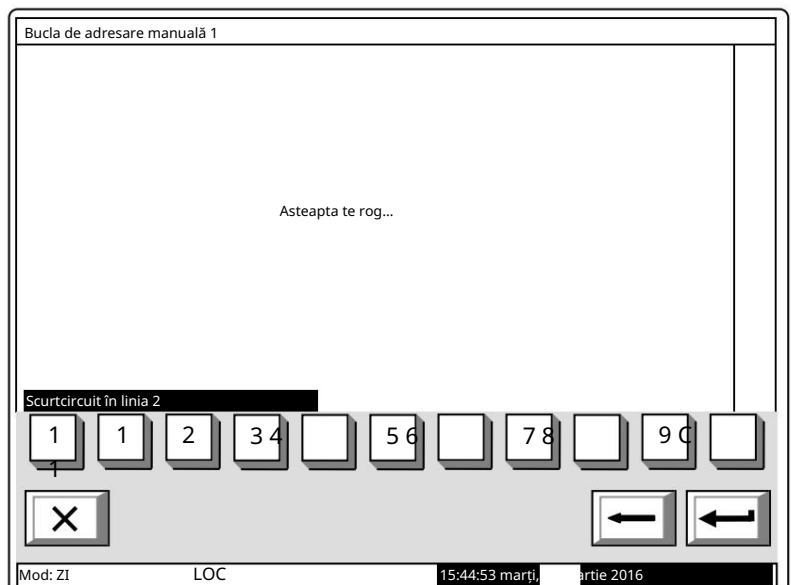 Bucla de adresare manuală 1
Asteapta te rog...
Scurtcircuit în linia 2
1 1 2 3 4 5 6 7 8 9 C
1
Mod: ZI LOC 15:44:53 marți, artie 2016